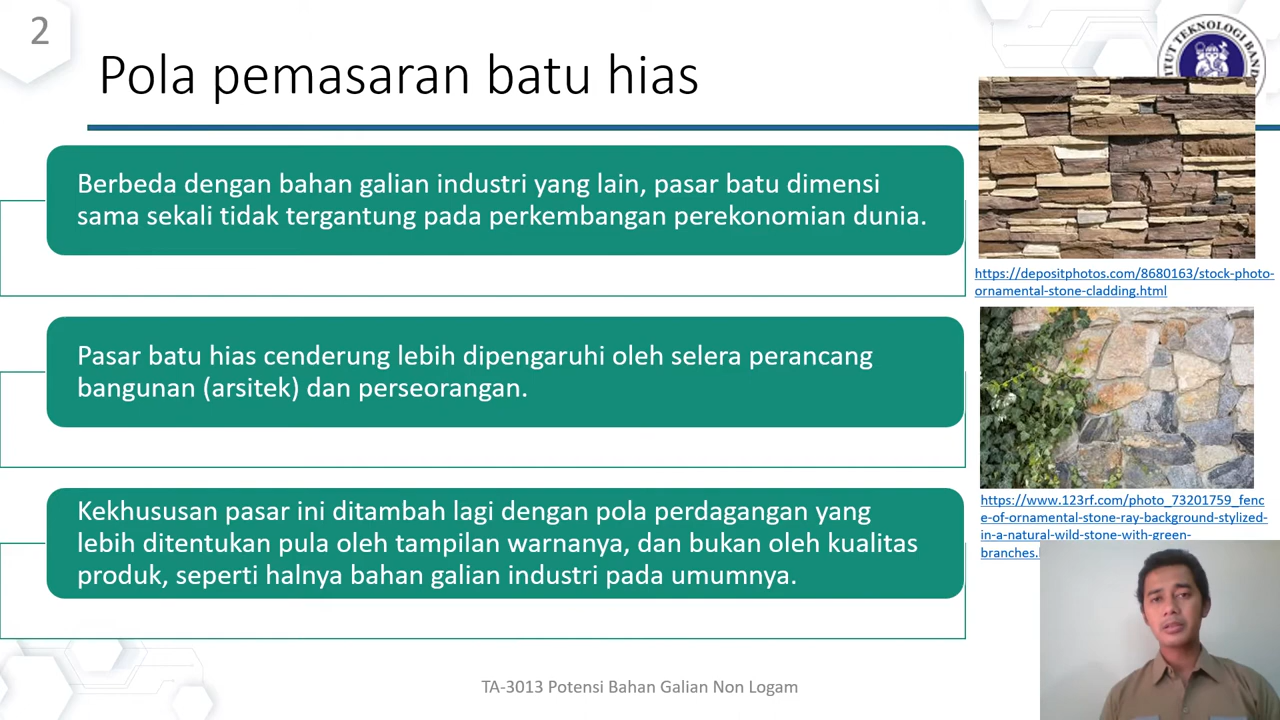 2
Pola pemasaran batu hias
ITUT TEKNOLOGI BAND
Berbeda dengan bahan galian industri yang lain, pasar batu dimensi
sama sekali tidak tergantung pada perkembangan perekonomian dunia.
https://depositphotos.com/8680163/stock-photo-
ornamental-stone-cladding.html
Pasar batu hias cenderung lebih dipengaruhi oleh selera perancang
bangunan (arsitek) dan perseorangan.
Kekhususan pasar ini ditambah lagi dengan pola perdagangan yang
lebih ditentukan pula oleh tampilan warnanya, dan bukan oleh kualitas
produk, seperti halnya bahan galian industri pada umumnya.
https://www.123rf.com/photo_73201759_fenc
e-of-ornamental-stone-ray-background-stylized-
in-a-natural-wild-stone-with-green-
branches.
TA-3013 Potensi Bahan Galian Non Logam